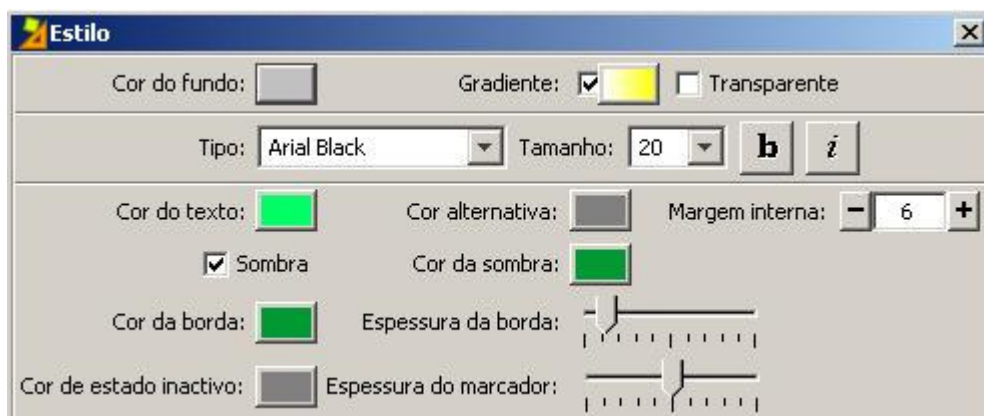 Estilo
Cor do fundo: Gradiente: Transparente
Tipo: Arial Black Tamanho: 20 b i
Cor do texto: Cor alternativa: Margem interna: - 6 +
Sombra Cor da sombra:
Cor da borda: Espessura da borda:
Cor de estado inactivo: Espessura do marcador: